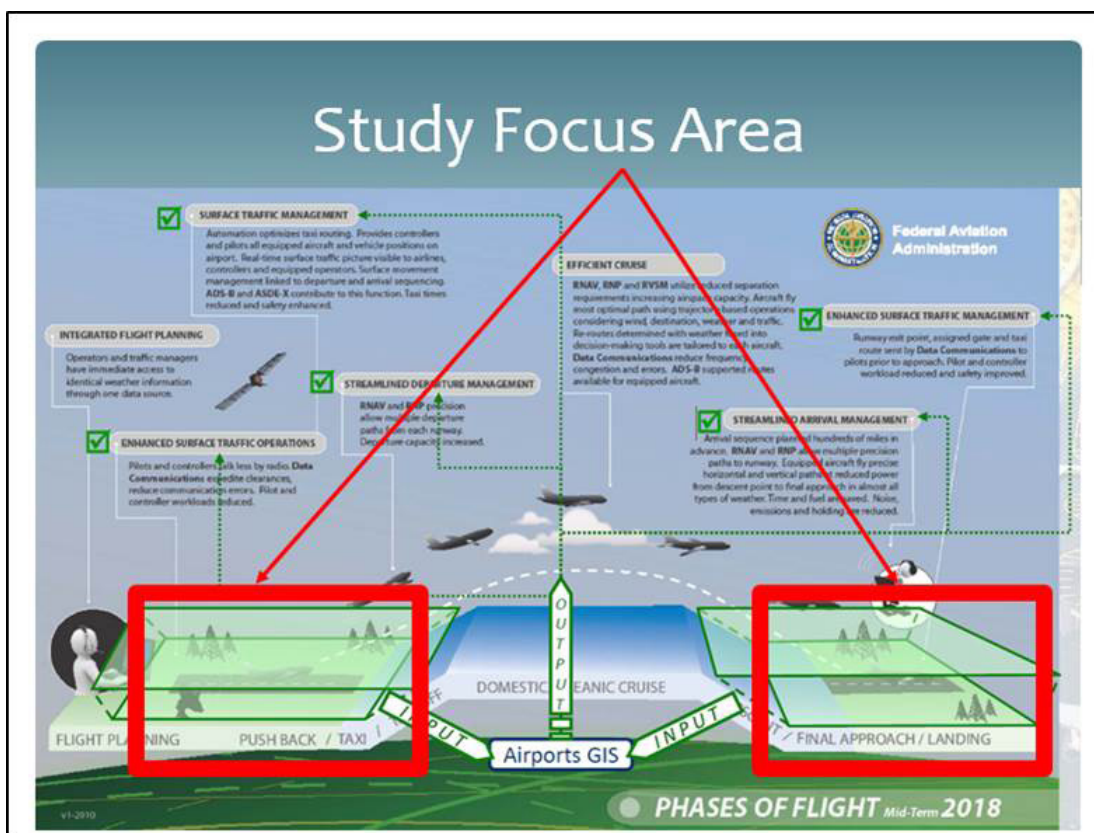 Study Focus Area
SURFACE TRAFFIC MANAGEMENT
Automation optimizes taxi routing. Provides controllers
and pilots all equipped aircraft and vehicle positions on
airport. Real-time surface traffic picture visible to airlines,
controllers and equipped operators. Surface movement
management linked to departure and arrival sequencing.
ADS-B and ASDE-X contribute to this function. Taxi times
reduced and safety enhanced.
Federal Aviation
Administration
EFFICIENT CRUISE
RNAV, RNP and RVSM utilize reduced separation
requirements increasing airspace capacity. Aircraft fly
most optimal path using trajectory-based operations
considering wind, destination, weather and traffic.
Re-routes determined with weather fused into
decision-making tools are tailored to each aircraft.
Data Communications reduce frequency
congestion and errors. ADS-B supported routes
available for equipped aircraft.
ENHANCED SURFACE TRAFFIC MANAGEMENT
Runway exit point, assigned gate and taxi
route sent by Data Communications to
pilots prior to approach. Pilot and controller
workload reduced and safety improved.
INTEGRATED FLIGHT PLANNING
Operators and traffic managers
have immediate access to
identical weather information
through one data source.
STREAMLINED DEPARTURE MANAGEMENT
RNAV and RNP precision
allow multiple departure
paths from each runway.
Departure capacity increased.
STREAMLINED ARRIVAL MANAGEMENT
Arrival sequence planned hundreds of miles in
advance. RNAV and RNP allow multiple precision
paths to runway. Equipped aircraft fly precise
horizontal and vertical paths at reduced power
from descent point to final approach in almost all
types of weather. Time and fuel are saved. Noise,
emissions and holding are reduced.
ENHANCED SURFACE TRAFFIC OPERATIONS
Pilots and controllers talk less by radio. Data
Communications expedite clearances,
reduce communication errors. Pilot and
controller workloads reduced.
OUTPUT
DOMESTIC / OCEANIC CRUISE
INPUT
INPUT
FLIGHT PLANNING
PUSH BACK / TAXI /
/ FINAL APPROACH / LANDING
Airports GIS
v1-2010
PHASES OF FLIGHT Mid-Term 2018